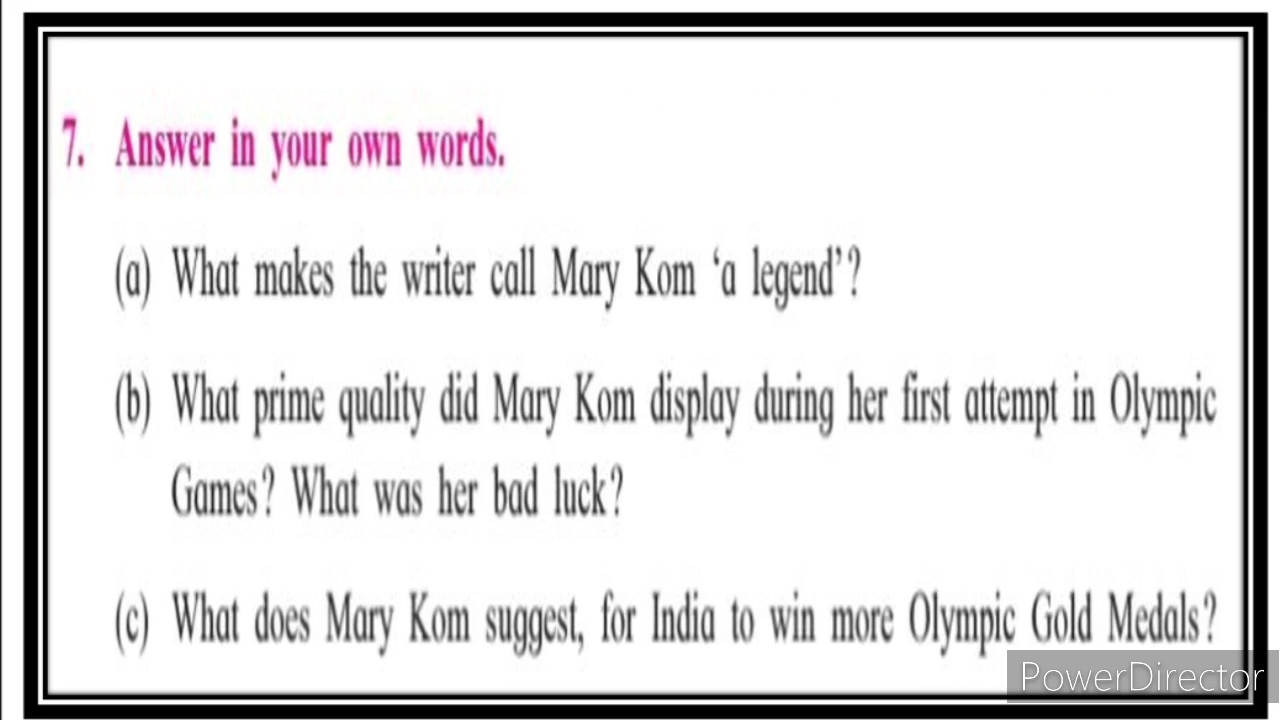 7. Answer in your own words.
(a) What makes the writer call Mary Kom ‘a legend’?
(b) What prime quality did Mary Kom display during her first attempt in Olympic
Games? What was her bad luck?
(c) What does Mary Kom suggest, for India to win more Olympic Gold Medals?
PowerDirector